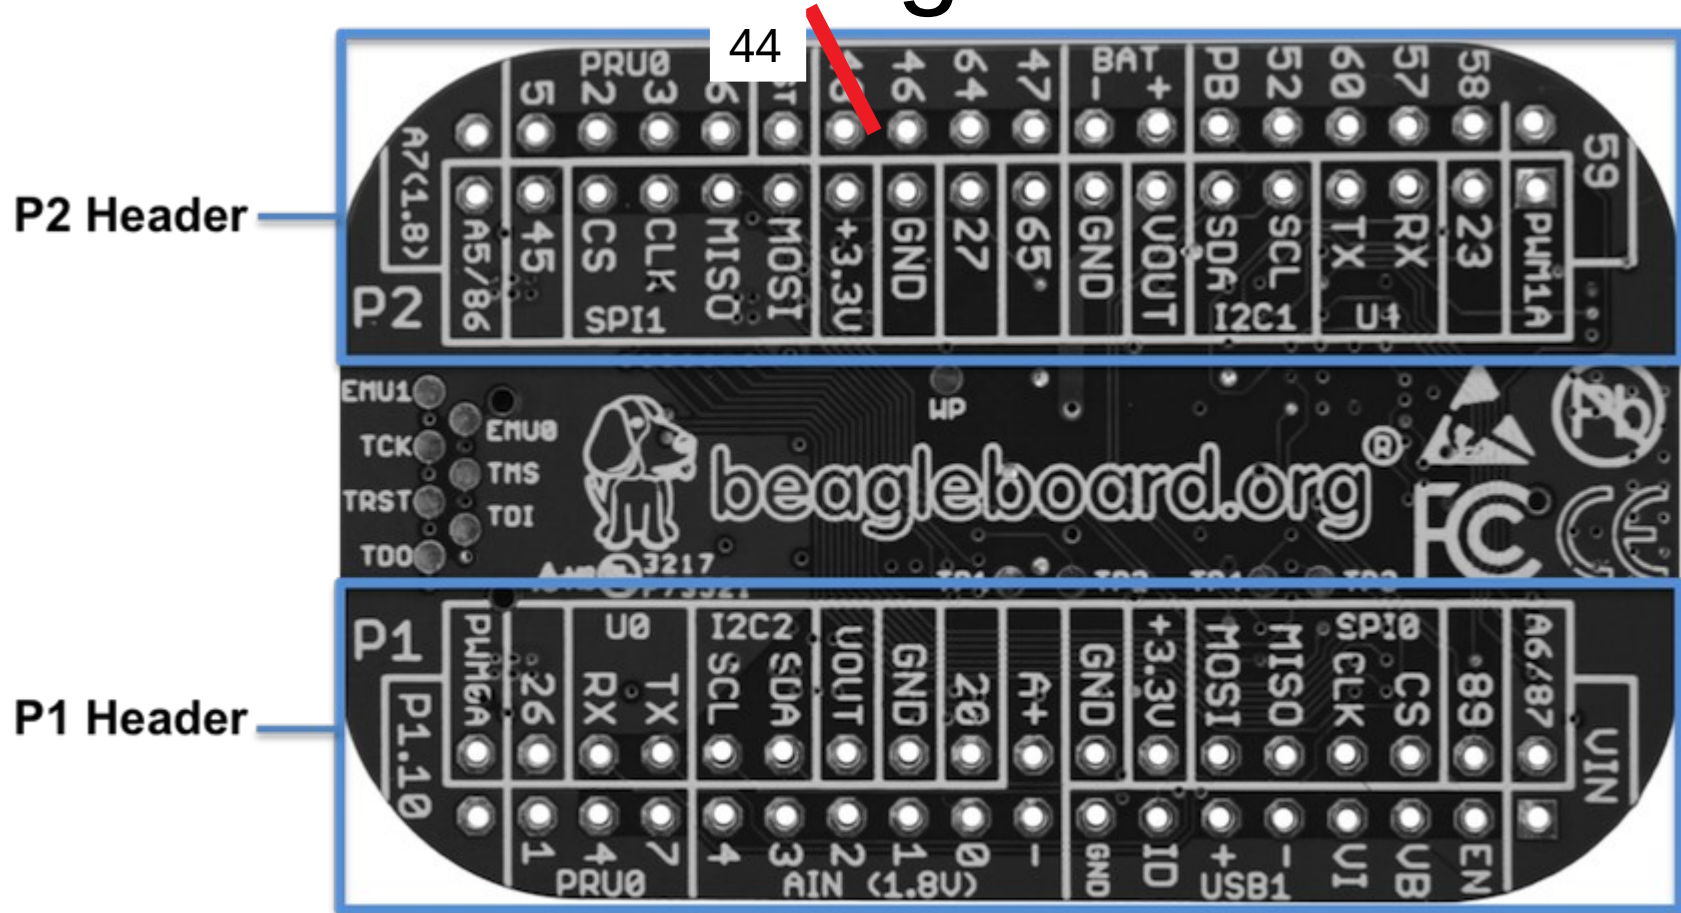 44
PRU0
BAT
5 2 3 6 ST 46 64 47 - + PB 52 60 57 58
A7(1.8)
59
P2 Header
A5/86 45 CS CLK MISO MOSI +3.3V GND 27 65 GND VOUT SDA SCL TX RX 23 PWM1A
P2
SPI1
I2C1
U4
EMU1
EMU0
WP
TCK
TMS
TRST
TDI
TDO
beagleboard.org®
Pb
FC CE
3217
P1
U0
I2C2
SPI0
PWM0A 26 RX TX SCL SDA VOUT GND 20 A+ GND +3.3V MOSI MISO CLK CS 89 A6/87
P1 Header
P1.10
VIN
1 4 7 4 3 2 1 0 - GND ID + - VI VB EN
PRU0
AIN (1.8V)
USB1